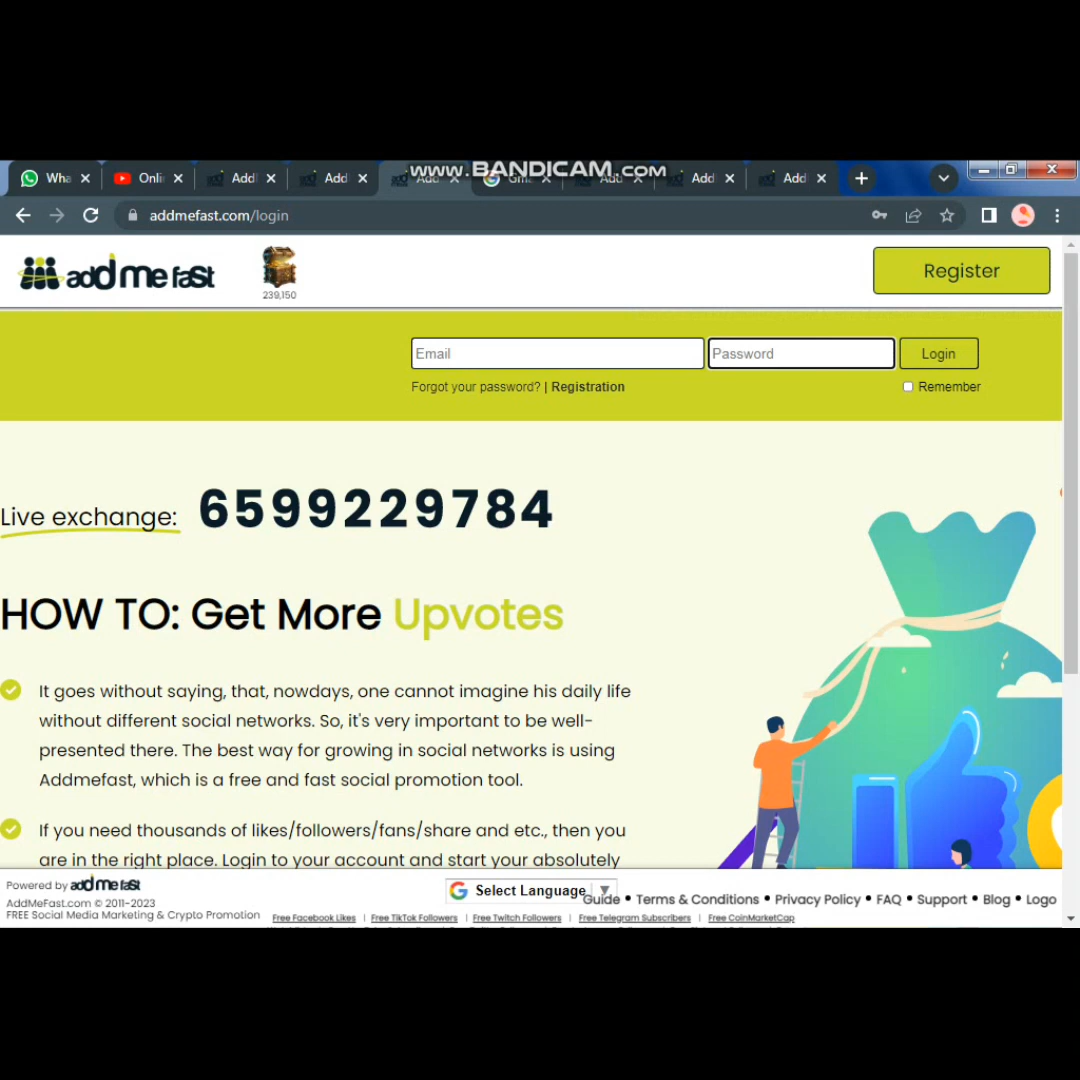 www.BANDICAM.com
Wha
Onli
Add
Add
Add
Add
Add
addmefast.com/login
add me fast
239,150
Register
Email
Password
Login
Forgot your password? | Registration
Remember
Live exchange: 6599229784
HOW TO: Get More Upvotes
It goes without saying, that, nowdays, one cannot imagine his daily life
without different social networks. So, it's very important to be well-
presented there. The best way for growing in social networks is using
Addmefast, which is a free and fast social promotion tool.
If you need thousands of likes/followers/fans/share and etc., then you
are in the right place. Login to your account and start your absolutely
Powered by add me fast
Select Language ▼
Guide • Terms & Conditions • Privacy Policy • FAQ • Support • Blog • Logo
AddMeFast.com © 2011-2023
FREE Social Media Marketing & Crypto Promotion
Free Facebook Likes | Free TikTok Followers | Free Twitch Followers | Free Telegram Subscribers | Free CoinMarketCap